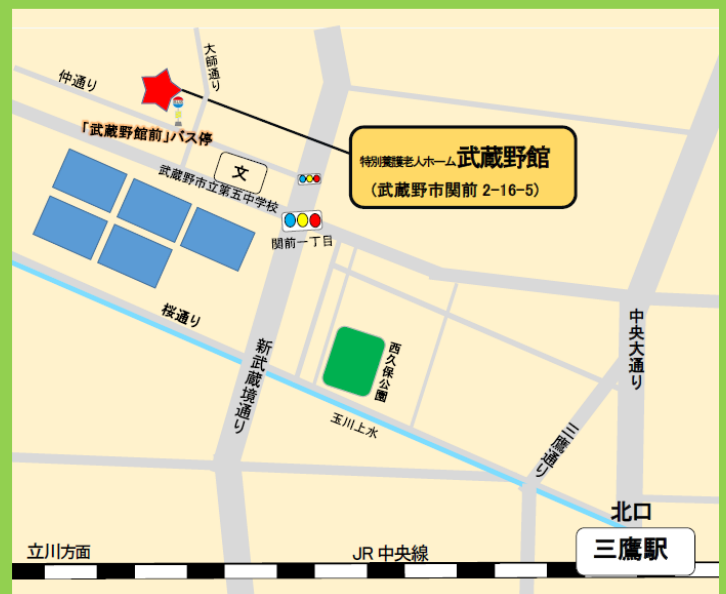 大師通り
仲通り
「武蔵野館前」バス停
特別養護老人ホーム 武蔵野館
(武蔵野市関前 2-16-5)
文
武蔵野市立第五中学校
関前一丁目
桜通り
新武蔵境通り
西久保公園
玉川上水
中央大通り
三鷹通り
北口
三鷹駅
立川方面
JR 中央線